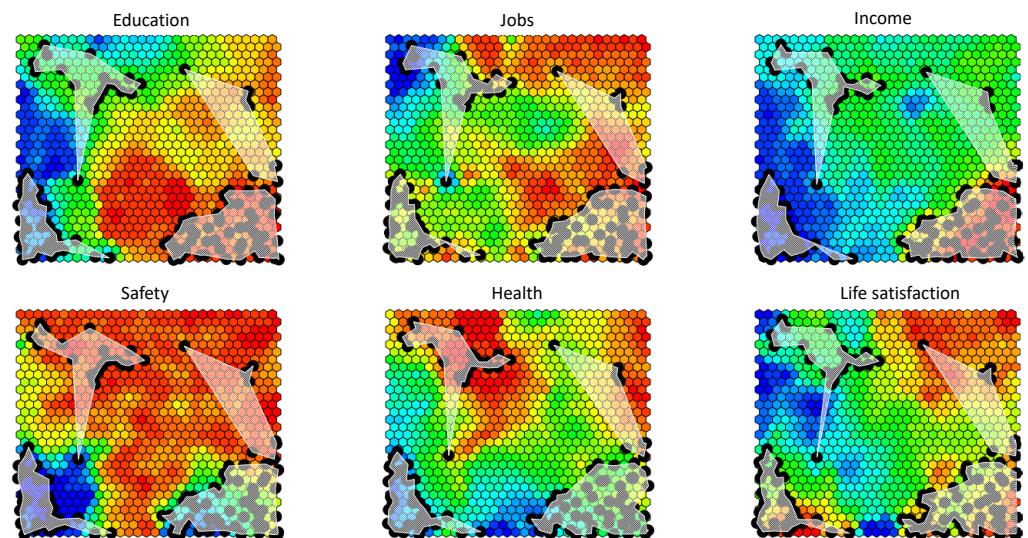 Education
Jobs
Income
Safety
Health
Life satisfaction